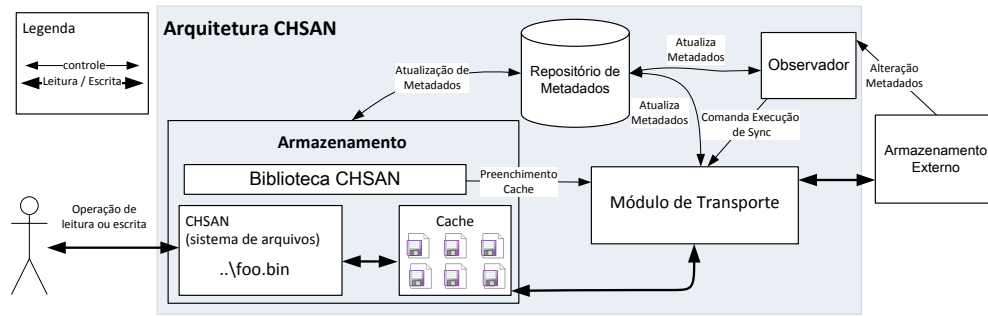 Legenda
controle
Leitura / Escrita
Arquitetura CHSAN
Repositório de
Metadados
Atualiza
Metadados
Observador
Alteração
Metadados
Atualização de
Metadados
Atualiza
Metadados
Comanda Execução
de Sync
Armazenamento
Externo
Armazenamento
Biblioteca CHSAN
Preenchimento
Cache
Módulo de Transporte
Operação de
leitura ou escrita
CHSAN
(sistema de arquivos)
..\foo.bin
Cache